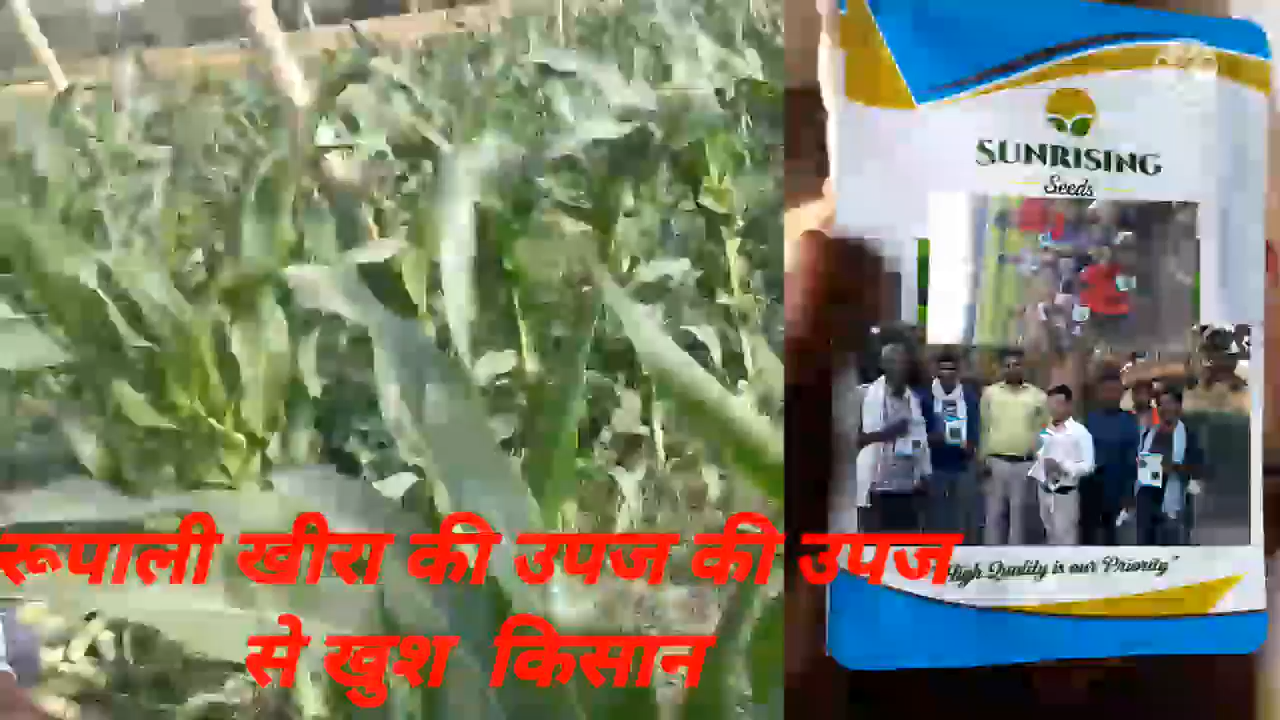 SUNRISING
Seeds
रूपाली खीरा की उपज की उपज
से खुश किसान
High Quality is our Priority"